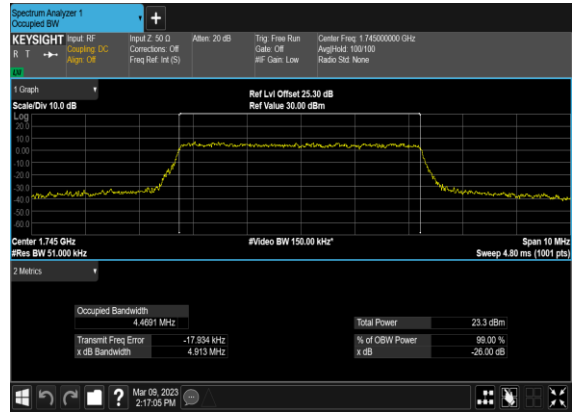 Spectrum Analyzer 1
Occupied BW
+
KEYSIGHT Input: RF Input Z: 50 Ω Atten: 20 dB Trig: Free Run Center Freq: 1.745000000 GHz
R T Coupling: DC Corrections: Off Gate: Off Avg|Hold: 100/100
Align: Off Freq Ref: Int (S) #IF Gain: Low Radio Std: None
1 Graph
Ref Lvl Offset 25.30 dB
Scale/Div 10.0 dB Ref Value 30.00 dBm
Log
20.0
10.0
0.00
-10.0
-20.0
-30.0
-40.0
-50.0
-60.0
Center 1.745 GHz #Video BW 150.00 kHz* Span 10 MHz
#Res BW 51.000 kHz Sweep 4.80 ms (1001 pts)
2 Metrics
Occupied Bandwidth
4.4691 MHz Total Power 23.3 dBm
Transmit Freq Error -17.934 kHz % of OBW Power 99.00 %
x dB Bandwidth 4.913 MHz x dB -26.00 dB
? Mar 09, 2023
2:17:05 PM